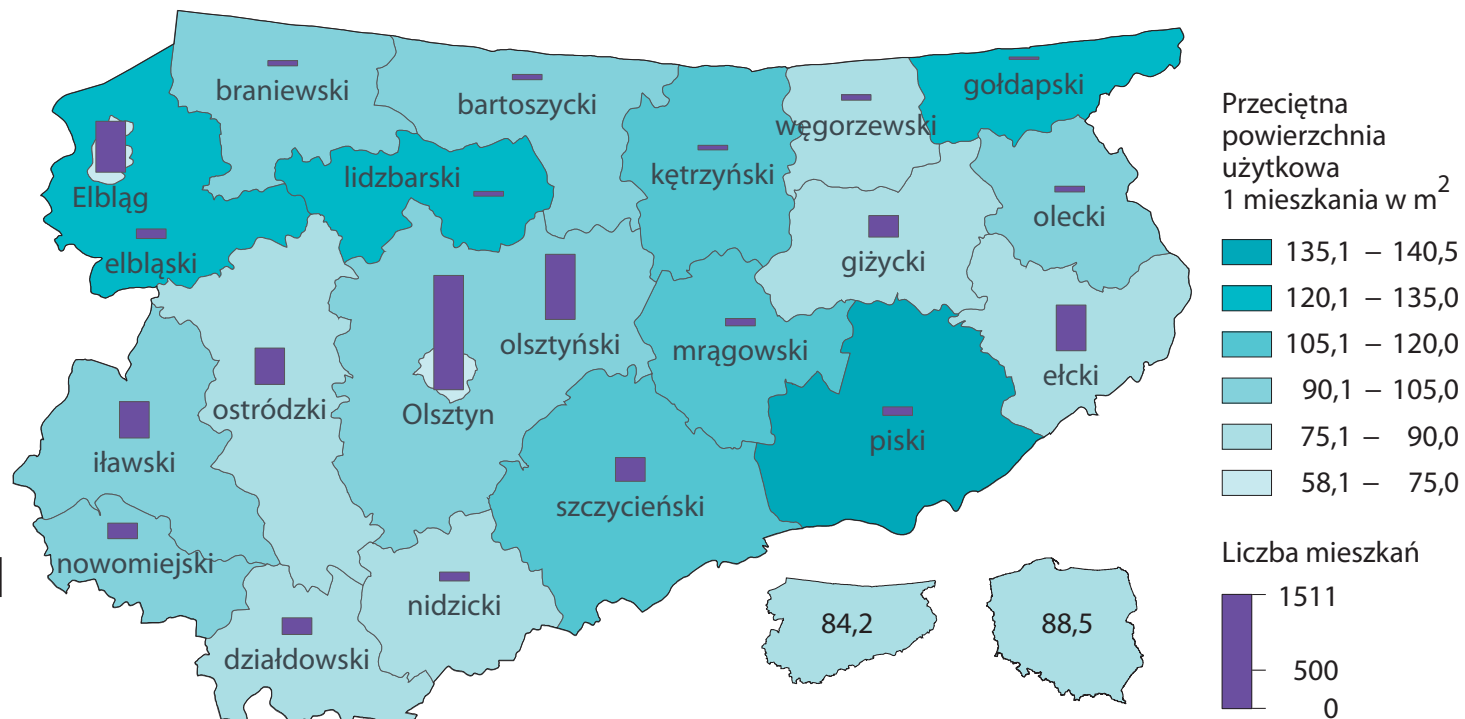 braniewski
bartoszycki
gołdapski
węgorzewski
lidzbarski
kętrzyński
Elbląg
olecki
elbląski
giżycki
olsztyński
mrągowski
ełcki
ostródzki
Olsztyn
piski
iławski
szczycieński
nowomiejski
nidzicki
działdowski
84,2
88,5
Przeciętna
powierzchnia
użytkowa
1 mieszkania w m²
135,1 – 140,5
120,1 – 135,0
105,1 – 120,0
90,1 – 105,0
75,1 – 90,0
58,1 – 75,0
Liczba mieszkań
1511
500
0